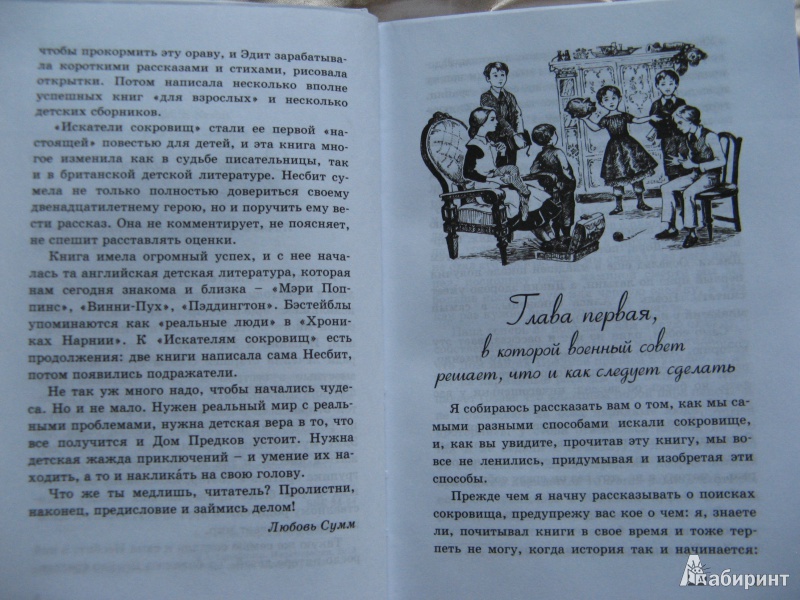 чтобы прокормить эту ораву, и Эдит зарабатыва-
ла короткими рассказами и стихами, рисовала
открытки. Потом написала несколько вполне
успешных книг «для взрослых» и несколько
детских сборников.
«Искатели сокровищ» стали ее первой «на-
стоящей» повестью для детей, и эта книга мно-
гое изменила как в судьбе писательницы, так
и в британской детской литературе. Несбит су-
мела не только полностью довериться своему
двенадцатилетнему герою, но и поручить ему ве-
сти рассказ. Она не комментирует, не поясняет,
не спешит расставлять оценки.
Книга имела огромный успех, и с нее нача-
лась та английская детская литература, которая
нам сегодня знакома и близка – «Мэри Поп-
пинс», «Винни-Пух», «Пэддингтон». Бэстейблы
упоминаются как «реальные люди» в «Хрони-
ках Нарнии». К «Искателям сокровищ» есть
продолжения: две книги написала сама Несбит,
потом появились подражатели.
Не так уж много надо, чтобы начались чуде-
са. Но и не мало. Нужен реальный мир с реаль-
ными проблемами, нужна детская вера в то, что
все получится и Дом Предков устоит. Нужна
детская жажда приключений – и умение их на-
ходить, а то и накликáть на свою голову.
Что же ты медлишь, читатель? Пролистни,
наконец, предисловие и займись делом!
Любовь Сумм
Глава первая,
в которой военный совет
решает, что и как следует сделать
Я собираюсь рассказать вам о том, как мы са-
мыми разными способами искали сокровище,
и, как вы увидите, прочитав эту книгу, мы во-
все не ленились, придумывая и изобретая эти
способы.
Прежде чем я начну рассказывать о поисках
сокровища, предупрежу вас кое о чем: я, знаете
ли, почитывал книги в свое время и тоже тер-
петь не могу, когда история так и начинается:
Лабиринт